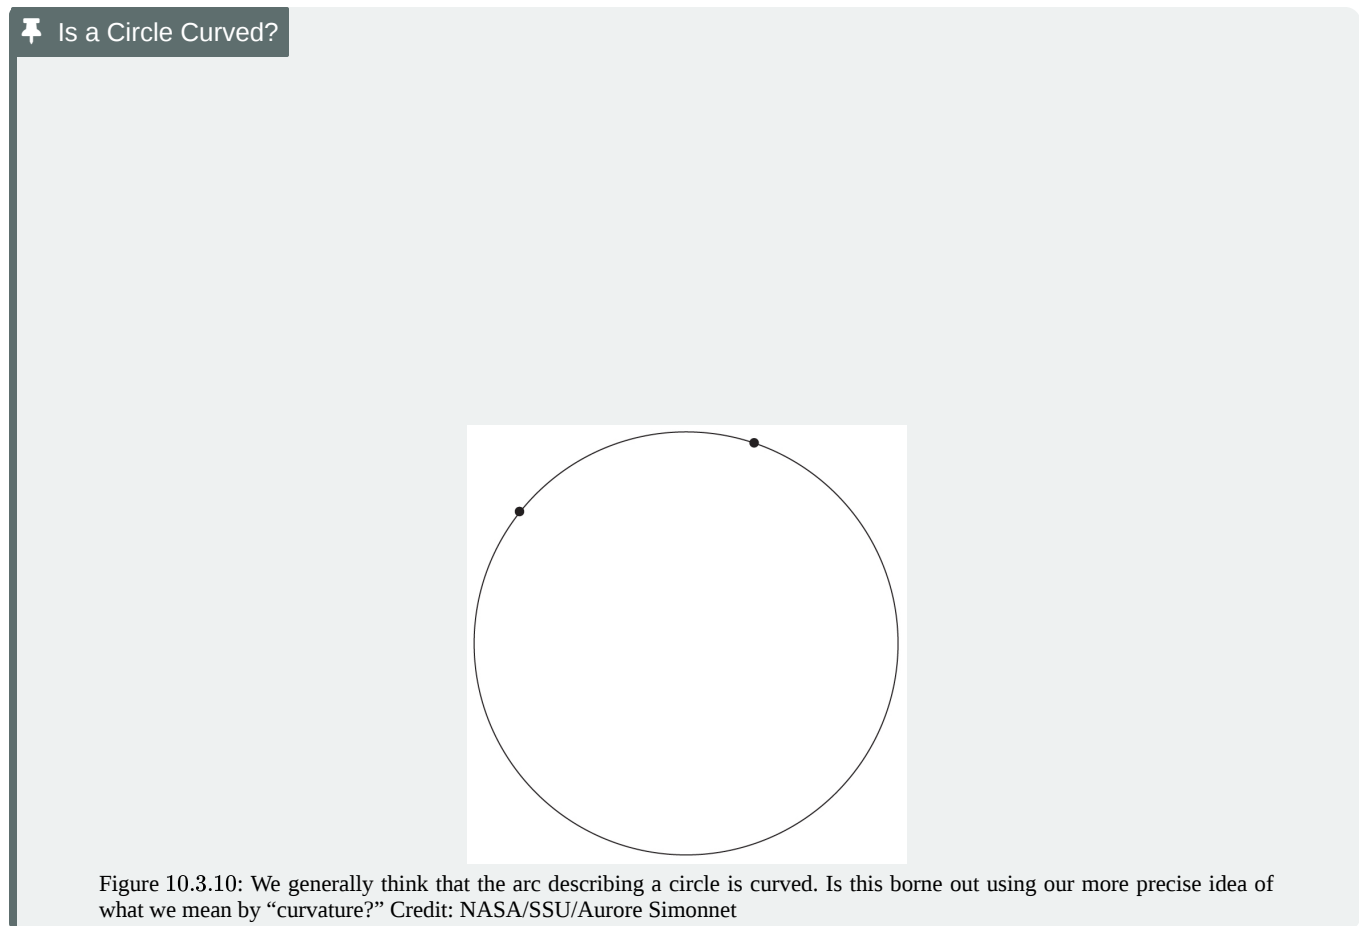 Is a Circle Curved?
Figure 10.3.10: We generally think that the arc describing a circle is curved. Is this borne out using our more precise idea of
what we mean by “curvature?” Credit: NASA/SSU/Aurore Simonnet